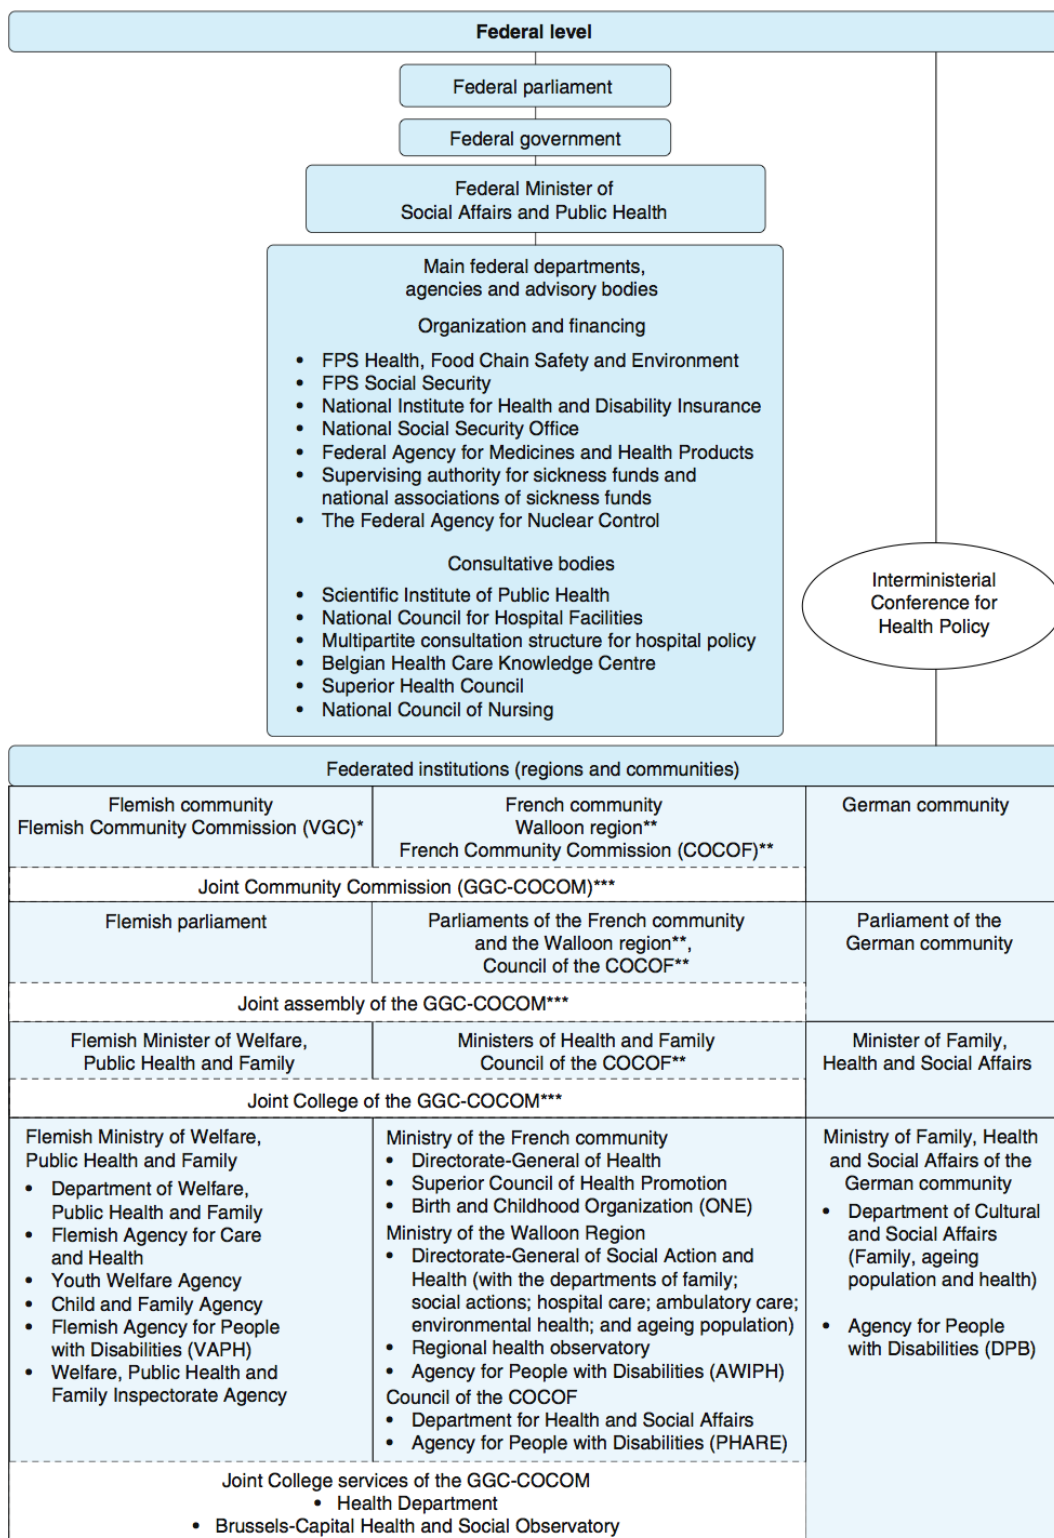 Federal level
Federal parliament
Federal government
Federal Minister of
Social Affairs and Public Health
Main federal departments,
agencies and advisory bodies
Organization and financing
• FPS Health, Food Chain Safety and Environment
• FPS Social Security
• National Institute for Health and Disability Insurance
• National Social Security Office
• Federal Agency for Medicines and Health Products
• Supervising authority for sickness funds and
national associations of sickness funds
• The Federal Agency for Nuclear Control
Consultative bodies
• Scientific Institute of Public Health
• National Council for Hospital Facilities
• Multipartite consultation structure for hospital policy
• Belgian Health Care Knowledge Centre
• Superior Health Council
• National Council of Nursing
Interministerial
Conference for
Health Policy
Federated institutions (regions and communities)
Flemish community
Flemish Community Commission (VGC)*
French community
Walloon region**
French Community Commission (COCOF)**
German community
Joint Community Commission (GGC-COCOM)***
Flemish parliament
Parliaments of the French community
and the Walloon region**,
Council of the COCOF**
Parliament of the
German community
Joint assembly of the GGC-COCOM***
Flemish Minister of Welfare,
Public Health and Family
Ministers of Health and Family
Council of the COCOF**
Minister of Family,
Health and Social Affairs
Joint College of the GGC-COCOM***
Flemish Ministry of Welfare,
Public Health and Family
• Department of Welfare,
Public Health and Family
• Flemish Agency for Care
and Health
• Youth Welfare Agency
• Child and Family Agency
• Flemish Agency for People
with Disabilities (VAPH)
• Welfare, Public Health and
Family Inspectorate Agency
Ministry of the French community
• Directorate-General of Health
• Superior Council of Health Promotion
• Birth and Childhood Organization (ONE)
Ministry of the Walloon Region
• Directorate-General of Social Action and
Health (with the departments of family;
social actions; hospital care; ambulatory care;
environmental health; and ageing population)
• Regional health observatory
• Agency for People with Disabilities (AWIPH)
Council of the COCOF
• Department for Health and Social Affairs
• Agency for People with Disabilities (PHARE)
Ministry of Family, Health
and Social Affairs of the
German community
• Department of Cultural
and Social Affairs
(Family, ageing
population and health)
• Agency for People
with Disabilities (DPB)
Joint College services of the GGC-COCOM
• Health Department
• Brussels-Capital Health and Social Observatory